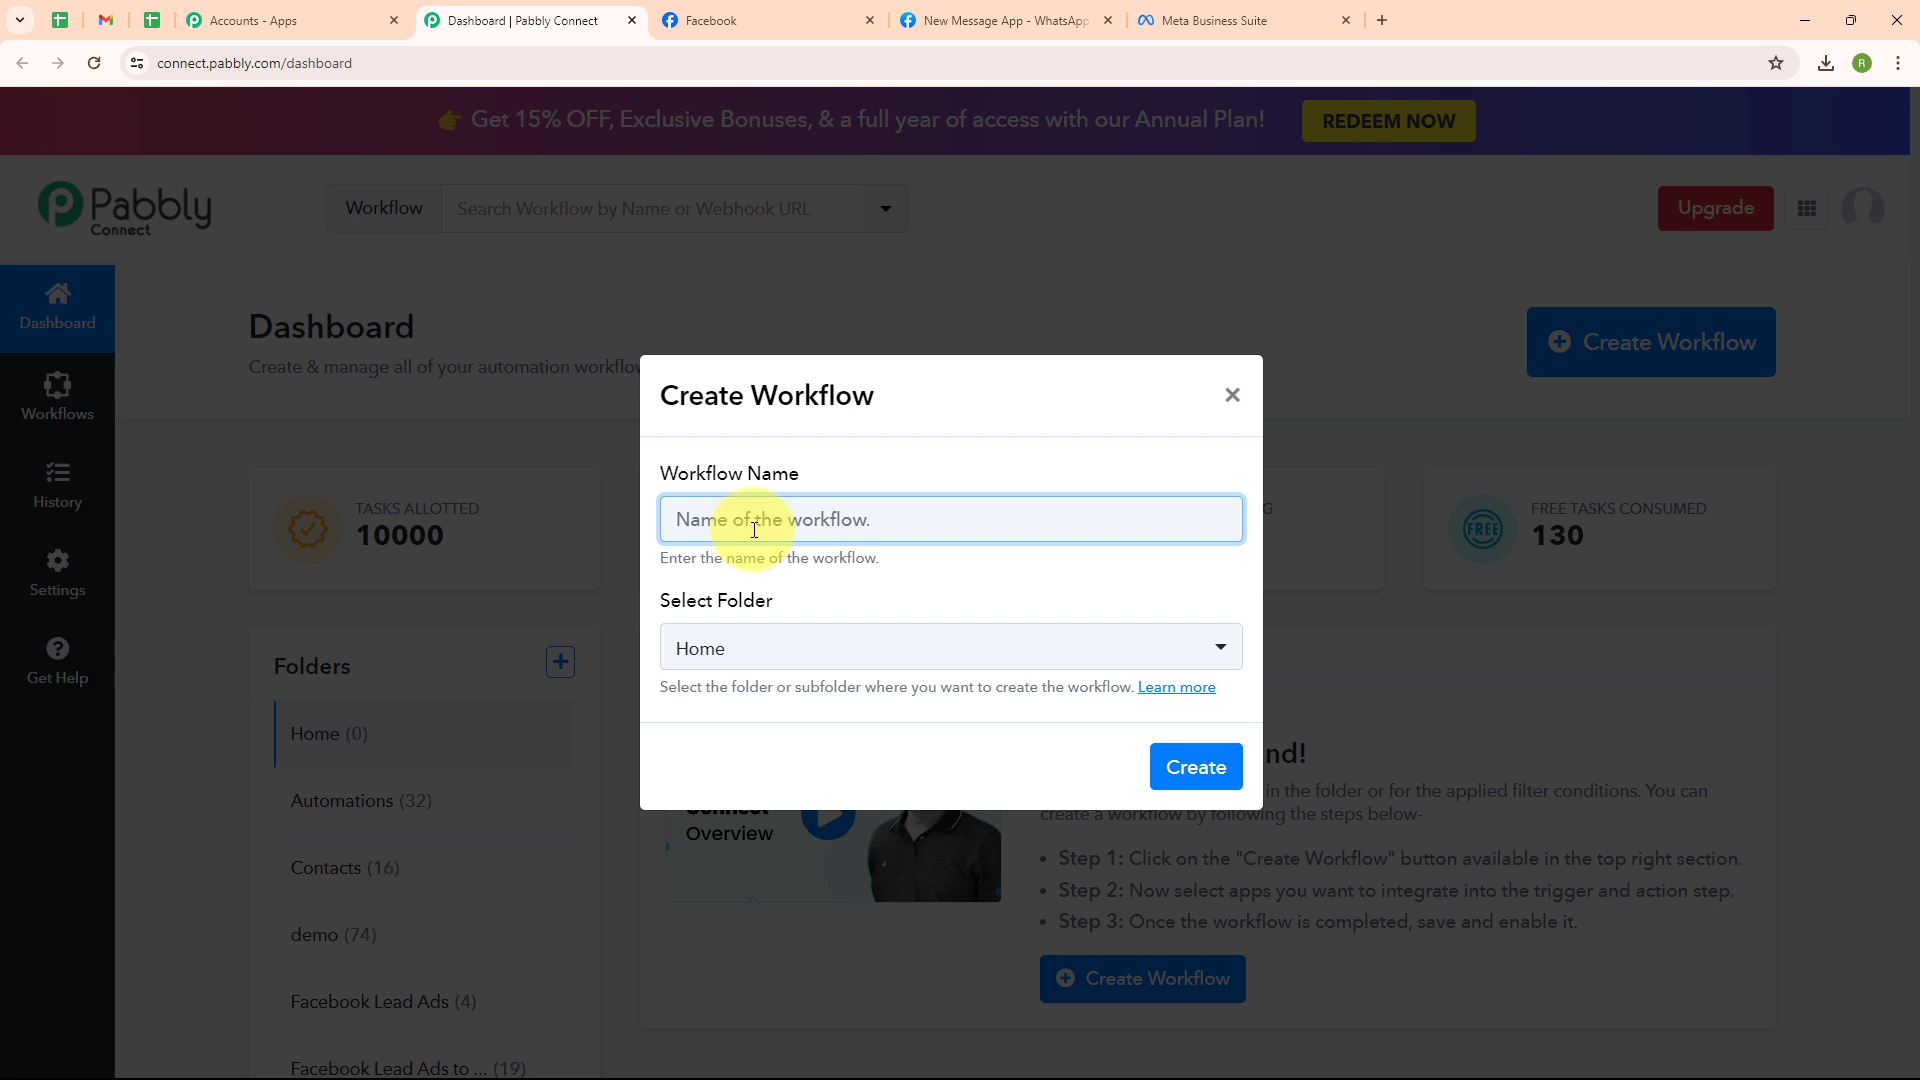 Accounts - Apps
Dashboard | Pabbly Connect
Facebook
New Message App - WhatsApp
Meta Business Suite
connect.pabbly.com/dashboard
R
👉 Get 15% OFF, Exclusive Bonuses, & a full year of access with our Annual Plan!
REDEEM NOW
Pabbly
Connect
Workflow
Search Workflow by Name or Webhook URL
Upgrade
Dashboard
Workflows
History
Settings
Get Help
Dashboard
Create & manage all of your automation workflow
Create Workflow
TASKS ALLOTTED
10000
G
FREE
FREE TASKS CONSUMED
130
Create Workflow
Workflow Name
Name of the workflow.
Enter the name of the workflow.
Select Folder
Home
Select the folder or subfolder where you want to create the workflow. Learn more
Create
Folders
Home (0)
Automations (32)
Contacts (16)
demo (74)
Facebook Lead Ads (4)
Facebook Lead Ads to ... (19)
Connect
Overview
nd!
in the folder or for the applied filter conditions. You can
create a workflow by following the steps below-
• Step 1: Click on the "Create Workflow" button available in the top right section.
• Step 2: Now select apps you want to integrate into the trigger and action step.
• Step 3: Once the workflow is completed, save and enable it.
Create Workflow